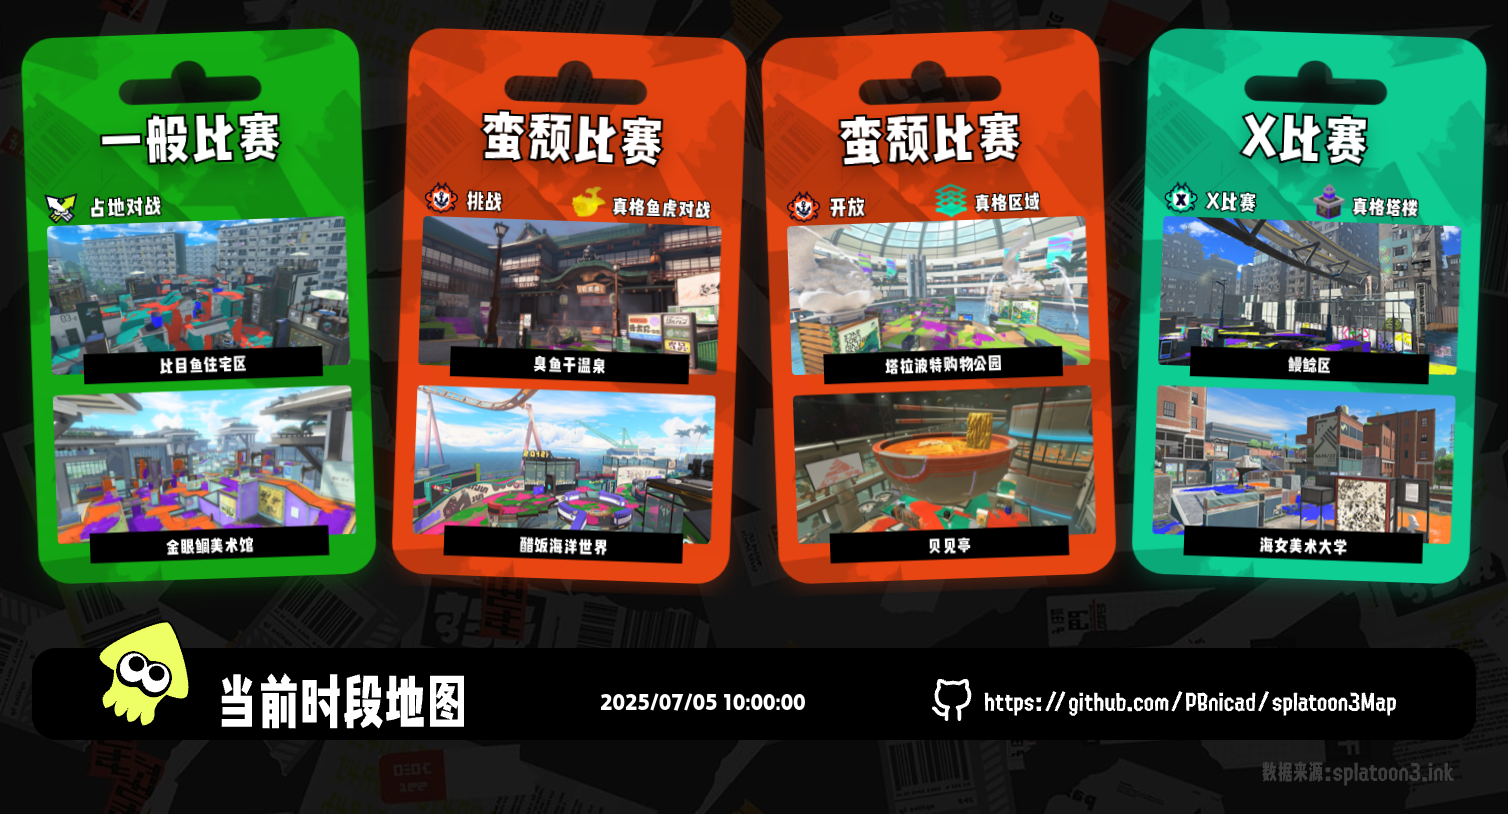 一般比赛
占地对战
比目鱼住宅区
金眼鲷美术馆
蛮颓比赛
挑战
真格鱼虎对战
臭鱼干温泉
醋饭海洋世界
蛮颓比赛
开放
真格区域
塔拉波特购物公园
贝见亭
X比赛
X比赛
真格塔楼
鳗鲶区
海女美术大学
当前时段地图
2025/07/05 10:00:00
https://github.com/PBnicad/splatoon3Map
数据来源:splatoon3.ink